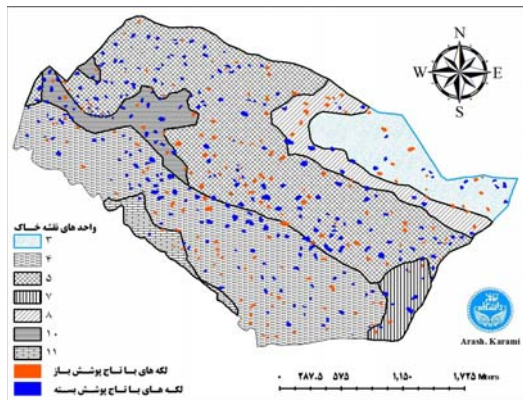 N
W E
S
واحد های نقشه خاک
۳
۴
۵
۷
۸
۱۰
۱۱
لکه های با تاج پوشش باز
لکه های با تاج پوشش بسته
Arash. Karami
۰ ۲۸۷.۵ ۵۷۵ ۱,۱۵۰ ۱,۷۲۵ Mters